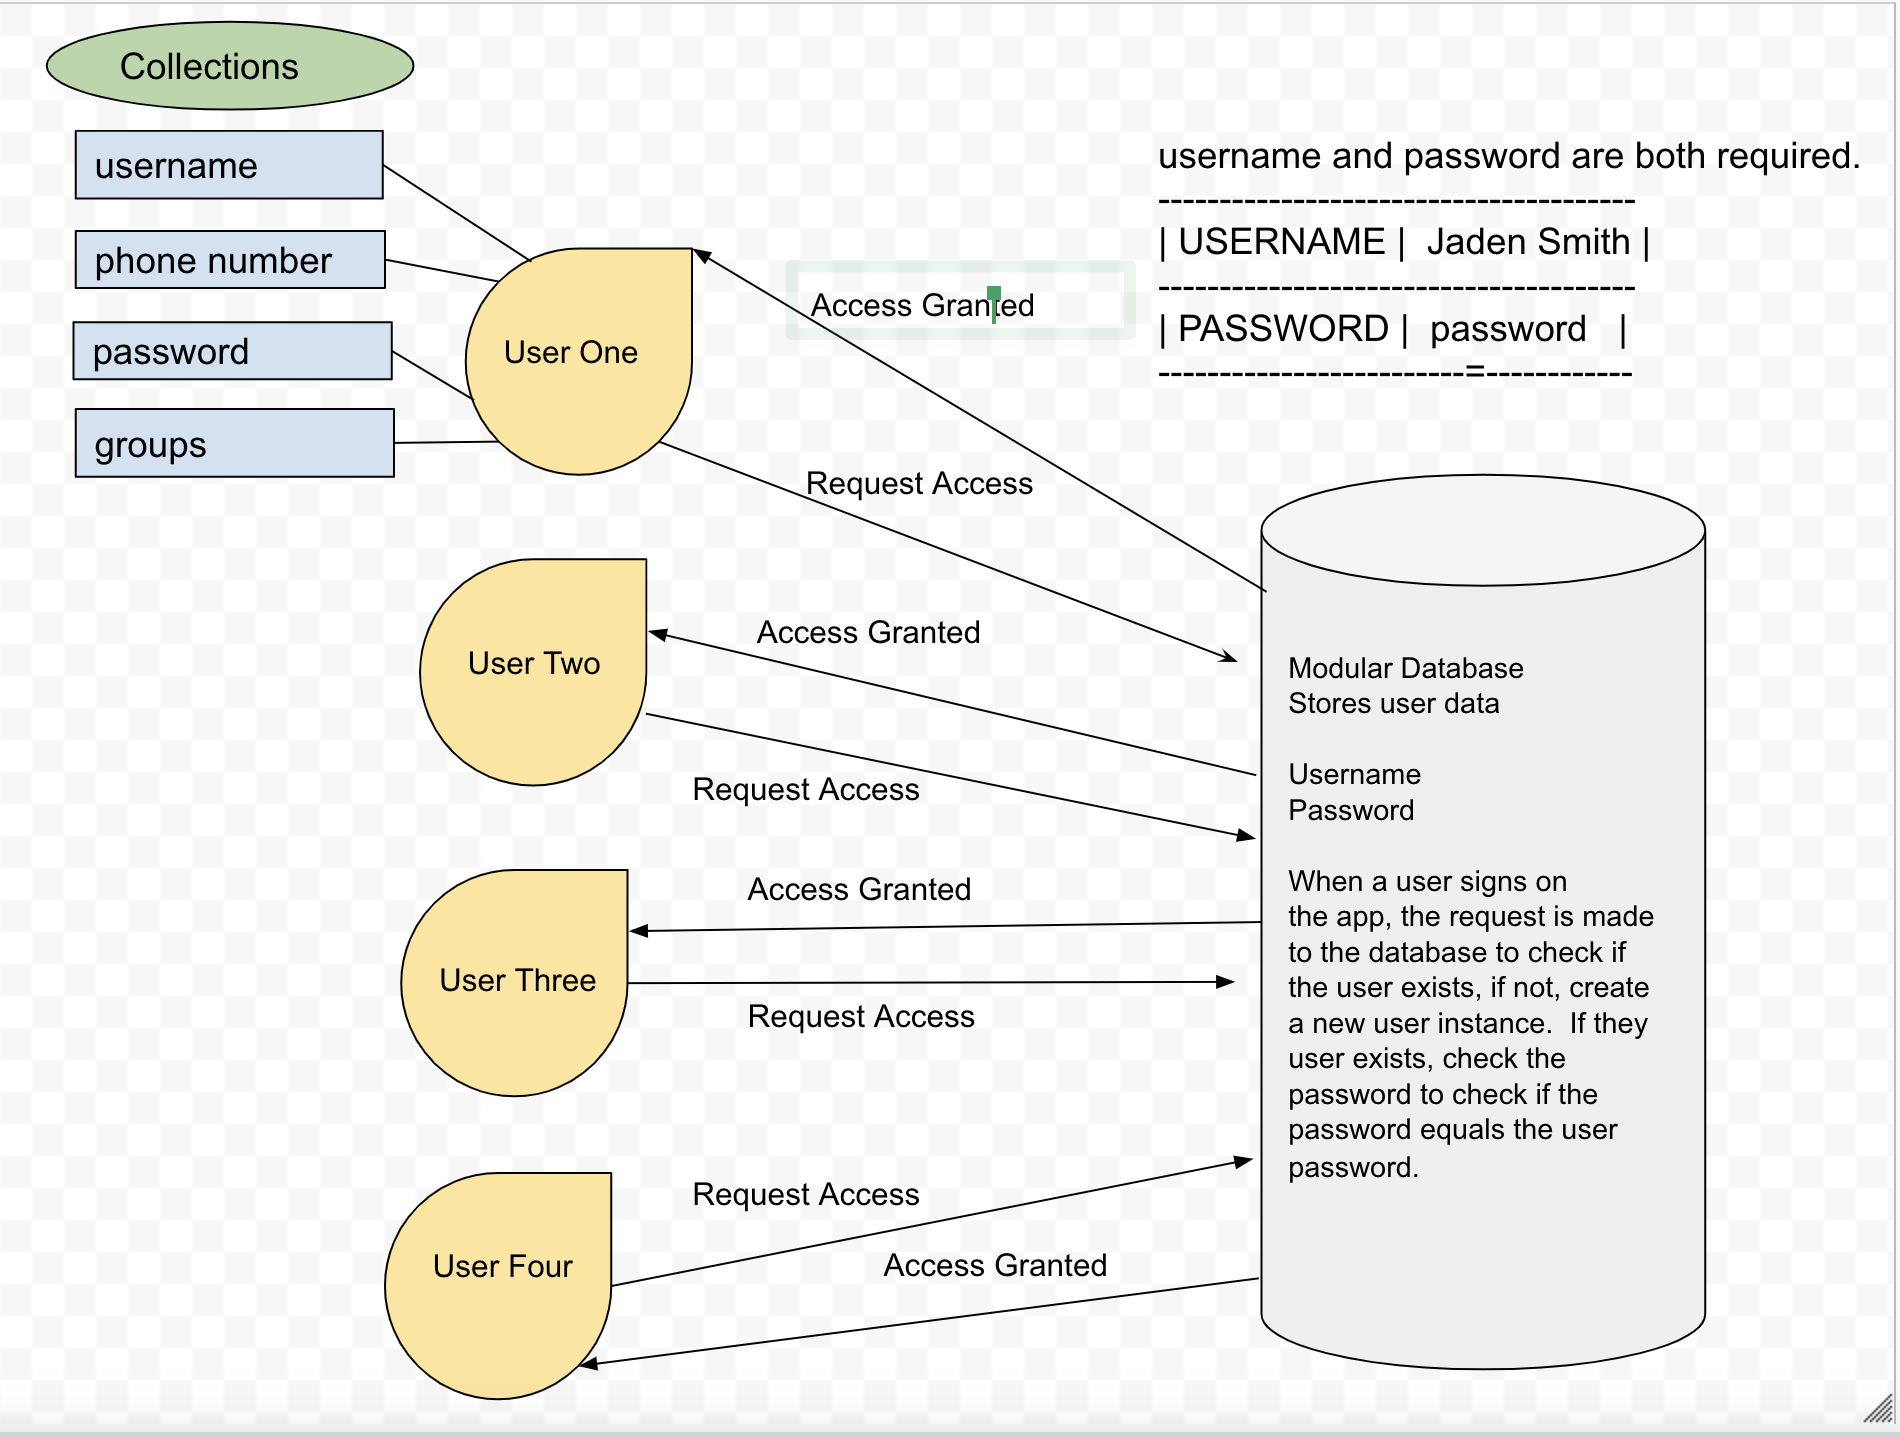 Collections
username
phone number
password
groups
username and password are both required.
---------------------------------------
| USERNAME |  Jaden Smith |
---------------------------------------
| PASSWORD |  password   |
-------------------------=------------
User One
Access Granted
Request Access
User Two
Access Granted
Request Access
User Three
Access Granted
Request Access
User Four
Request Access
Access Granted
Modular Database
Stores user data
Username
Password
When a user signs on
the app, the request is made
to the database to check if
the user exists, if not, create
a new user instance.  If they
user exists, check the
password to check if the
password equals the user
password.